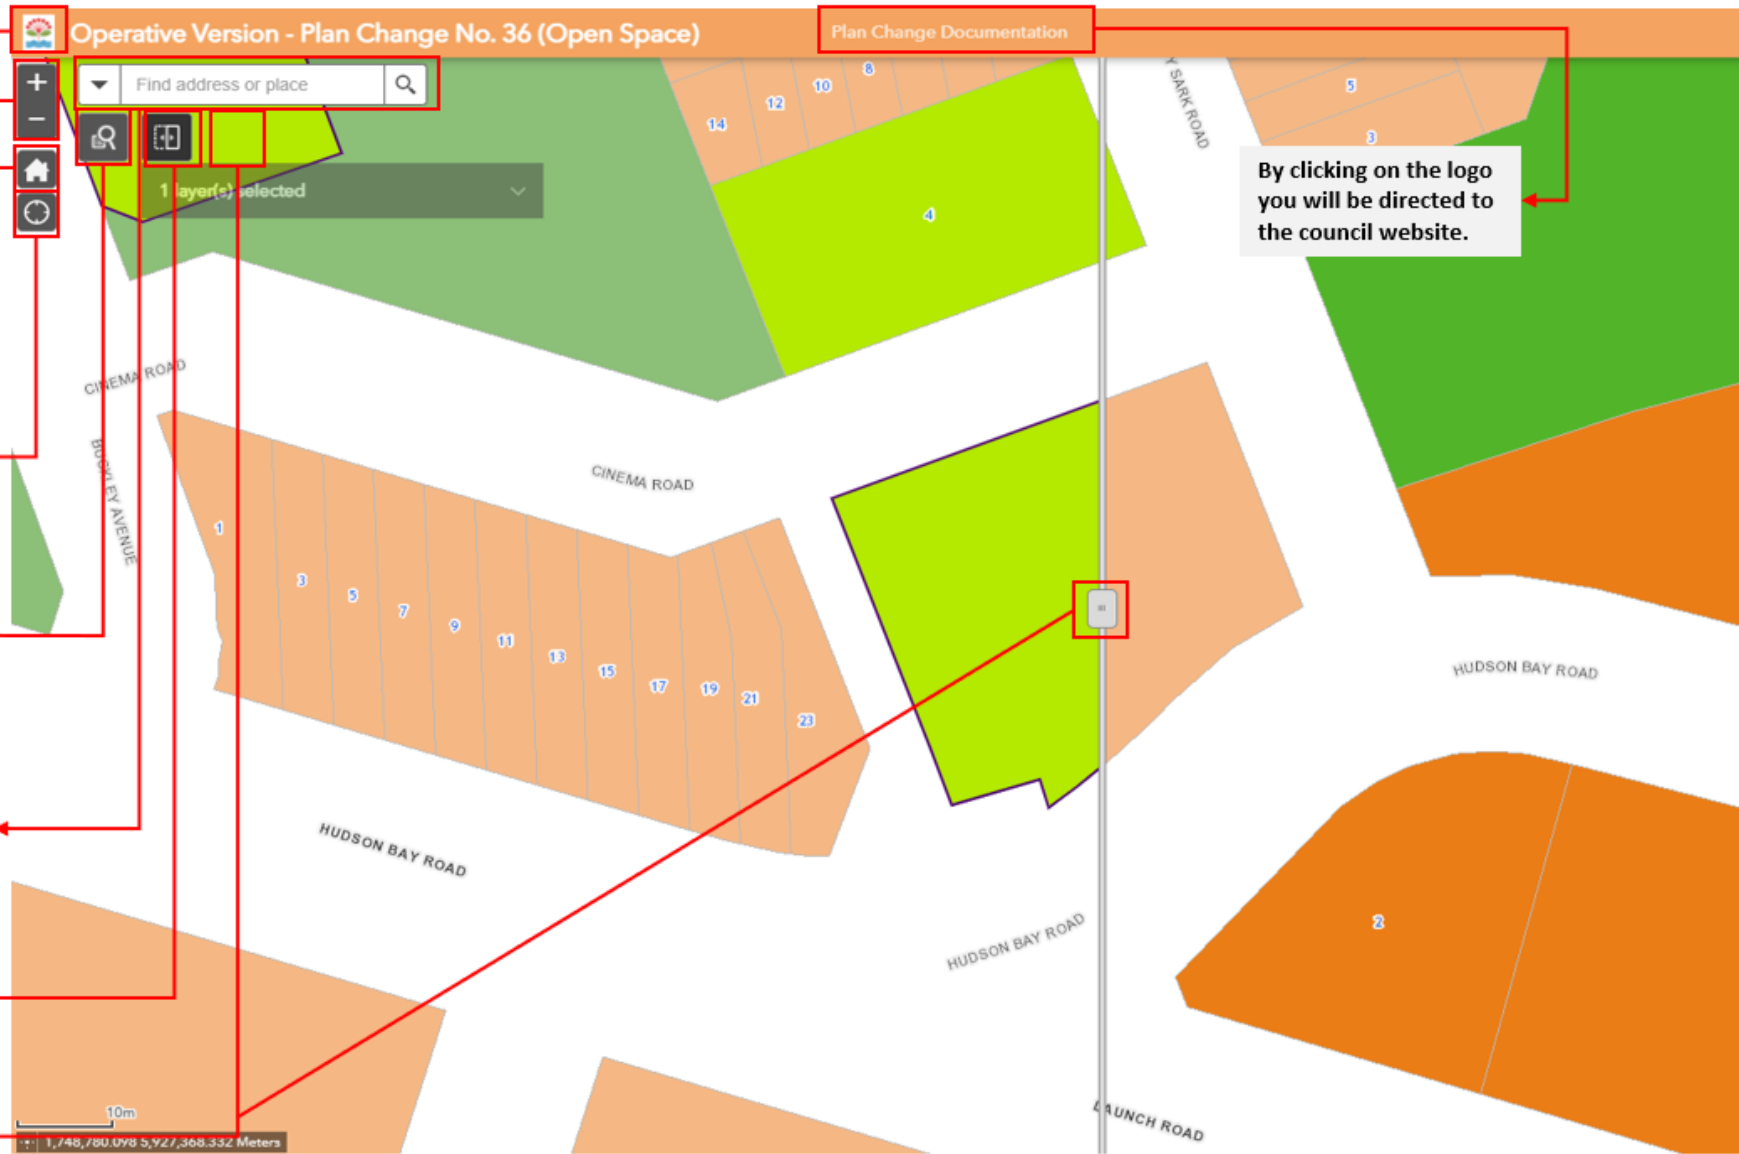 Operative Version - Plan Change No. 36 (Open Space)
Plan Change Documentation
+
Find address or place
−
1 layer(s) selected
8
10
12
14
4
Y SARK ROAD
5
3
By clicking on the logo
you will be directed to
the council website.
CINEMA ROAD
BUCKLEY AVENUE
CINEMA ROAD
1
3
5
7
9
11
13
15
17
19
21
23
HUDSON BAY ROAD
HUDSON BAY ROAD
HUDSON BAY ROAD
2
LAUNCH ROAD
10m
1,748,780.098 5,927,368.332 Meters